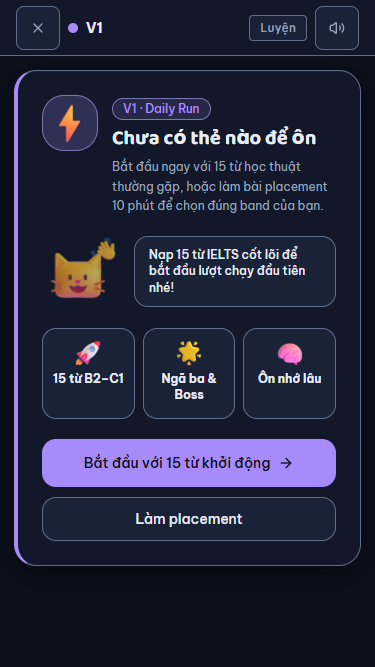 V1
Luyện
V1 · Daily Run
Chưa có thẻ nào để ôn
Bắt đầu ngay với 15 từ học thuật
thường gặp, hoặc làm bài placement
10 phút để chọn đúng band của bạn.
Nạp 15 từ IELTS cốt lõi để
bắt đầu lượt chạy đầu tiên
nhé!
15 từ B2–C1
Ngã ba &
Boss
Ôn nhớ lâu
Bắt đầu với 15 từ khởi động →
Làm placement